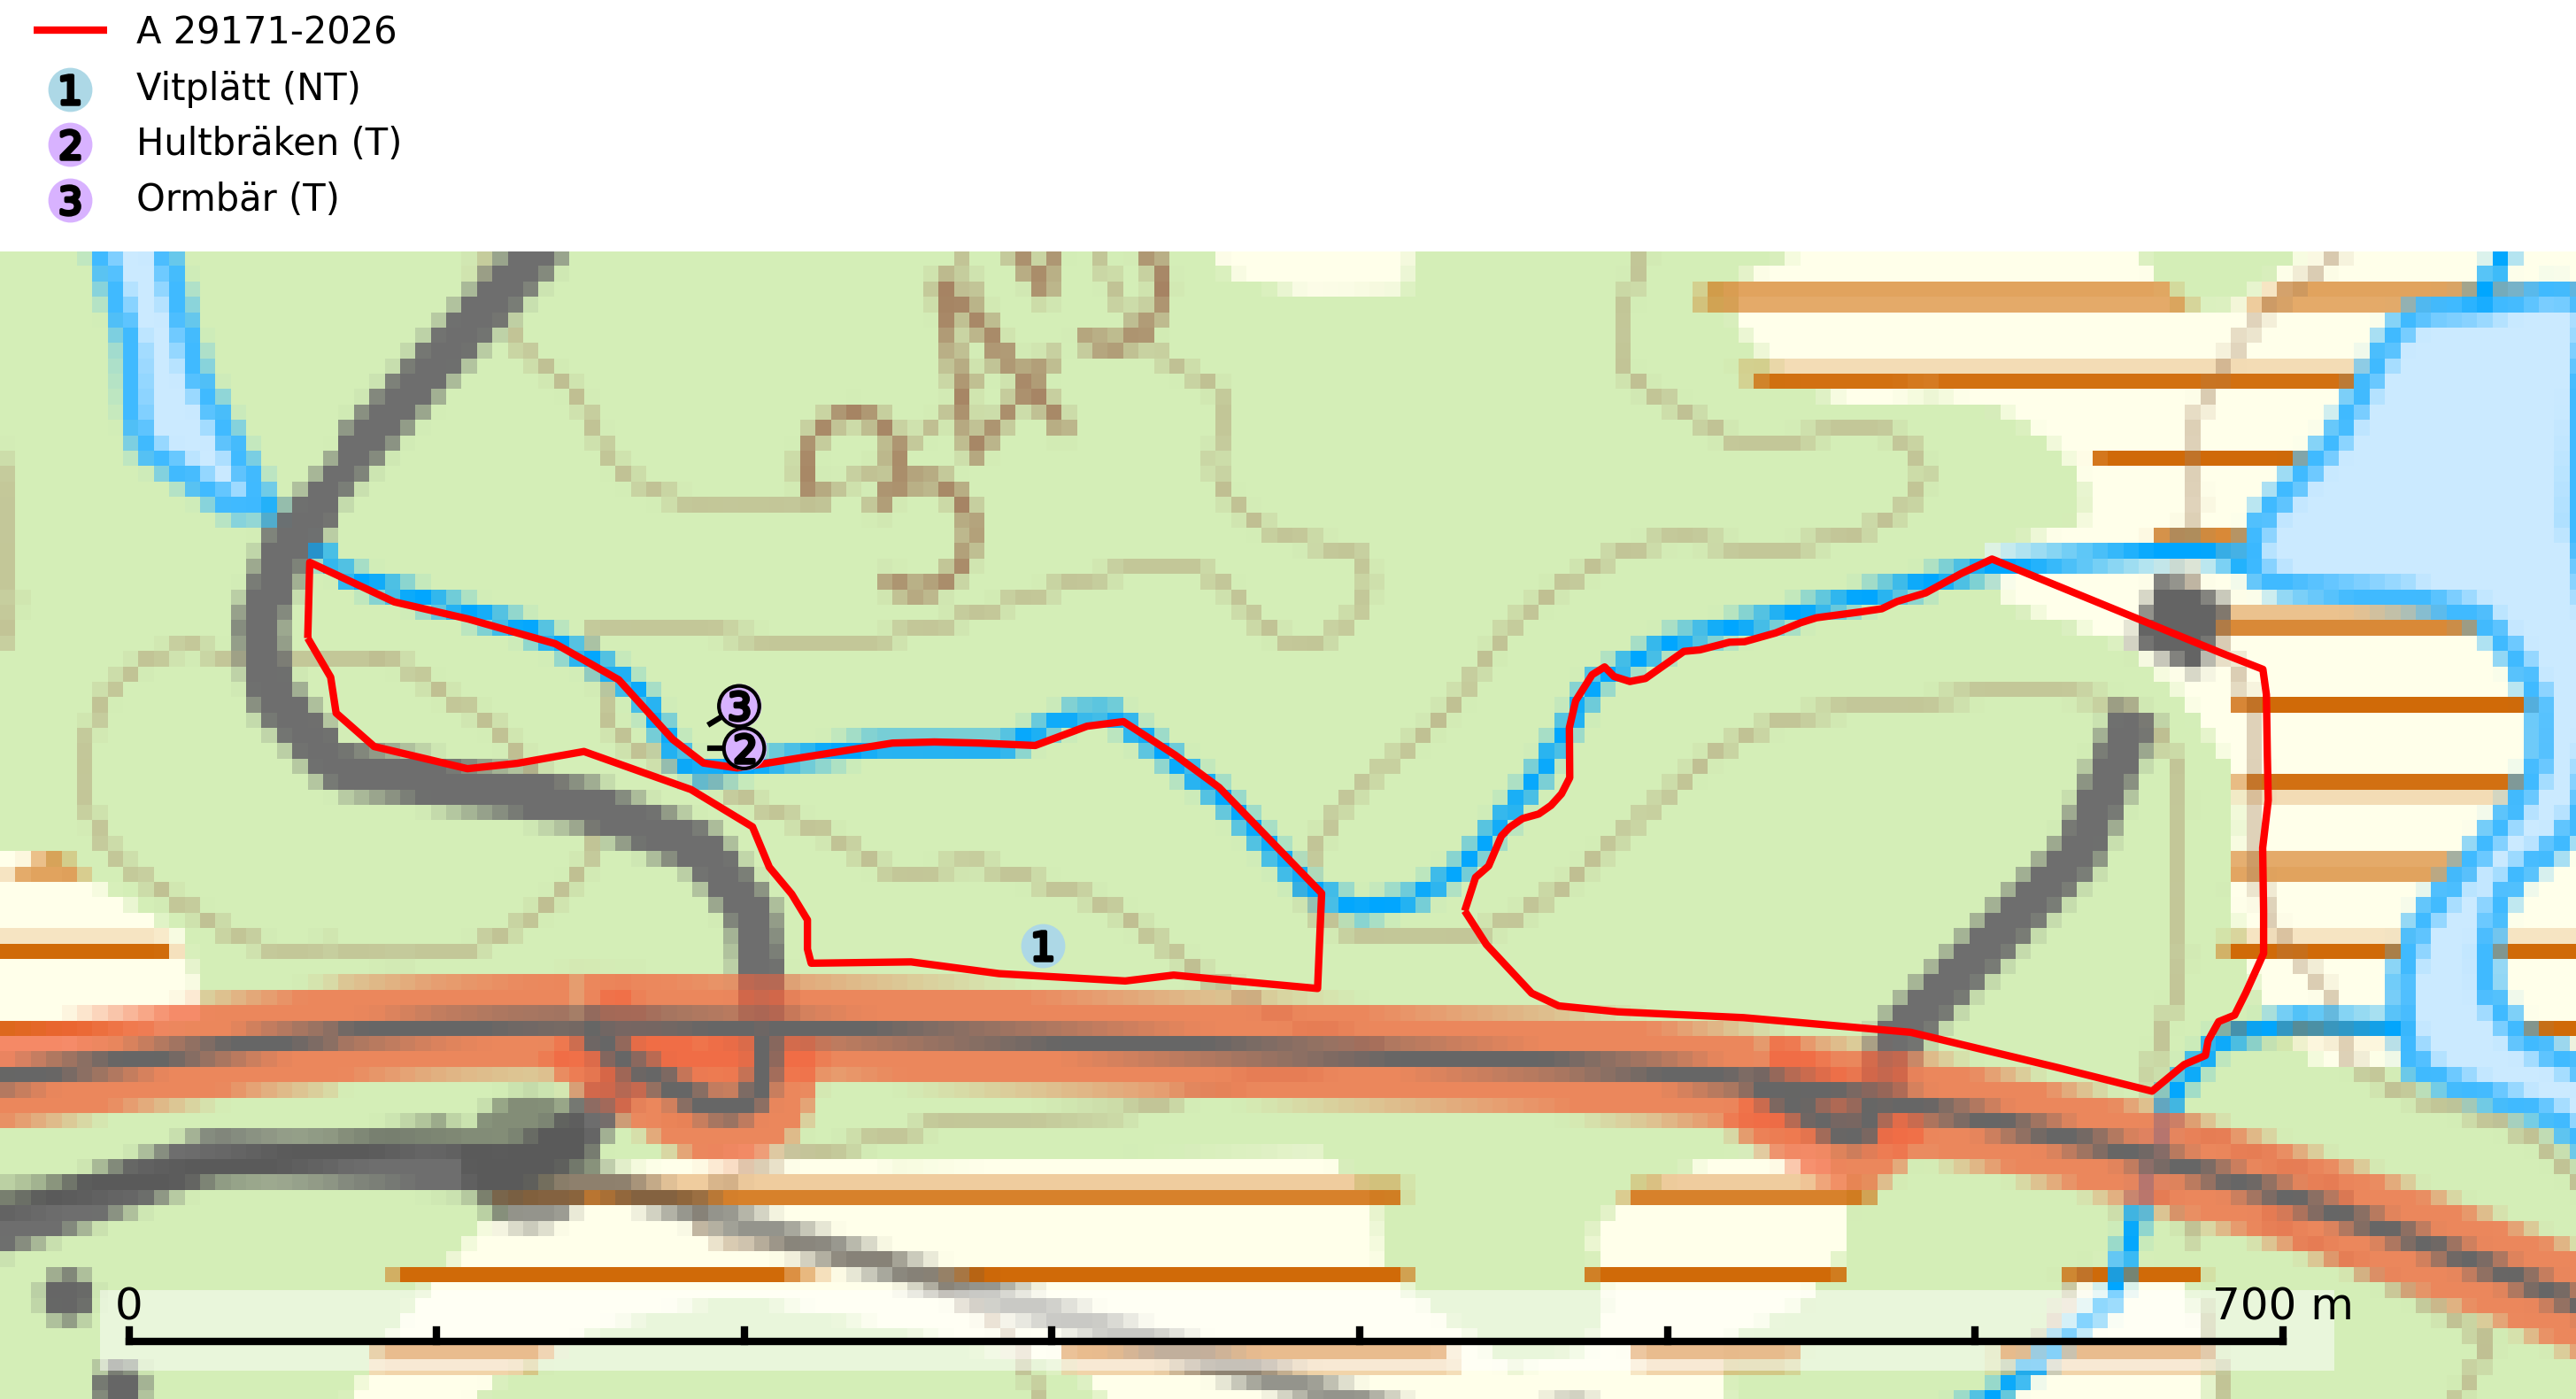 A 29171-2026
1 Vitplätt (NT)
2 Hultbräken (T)
3 Ormbär (T)
3
2
1
0 700 m